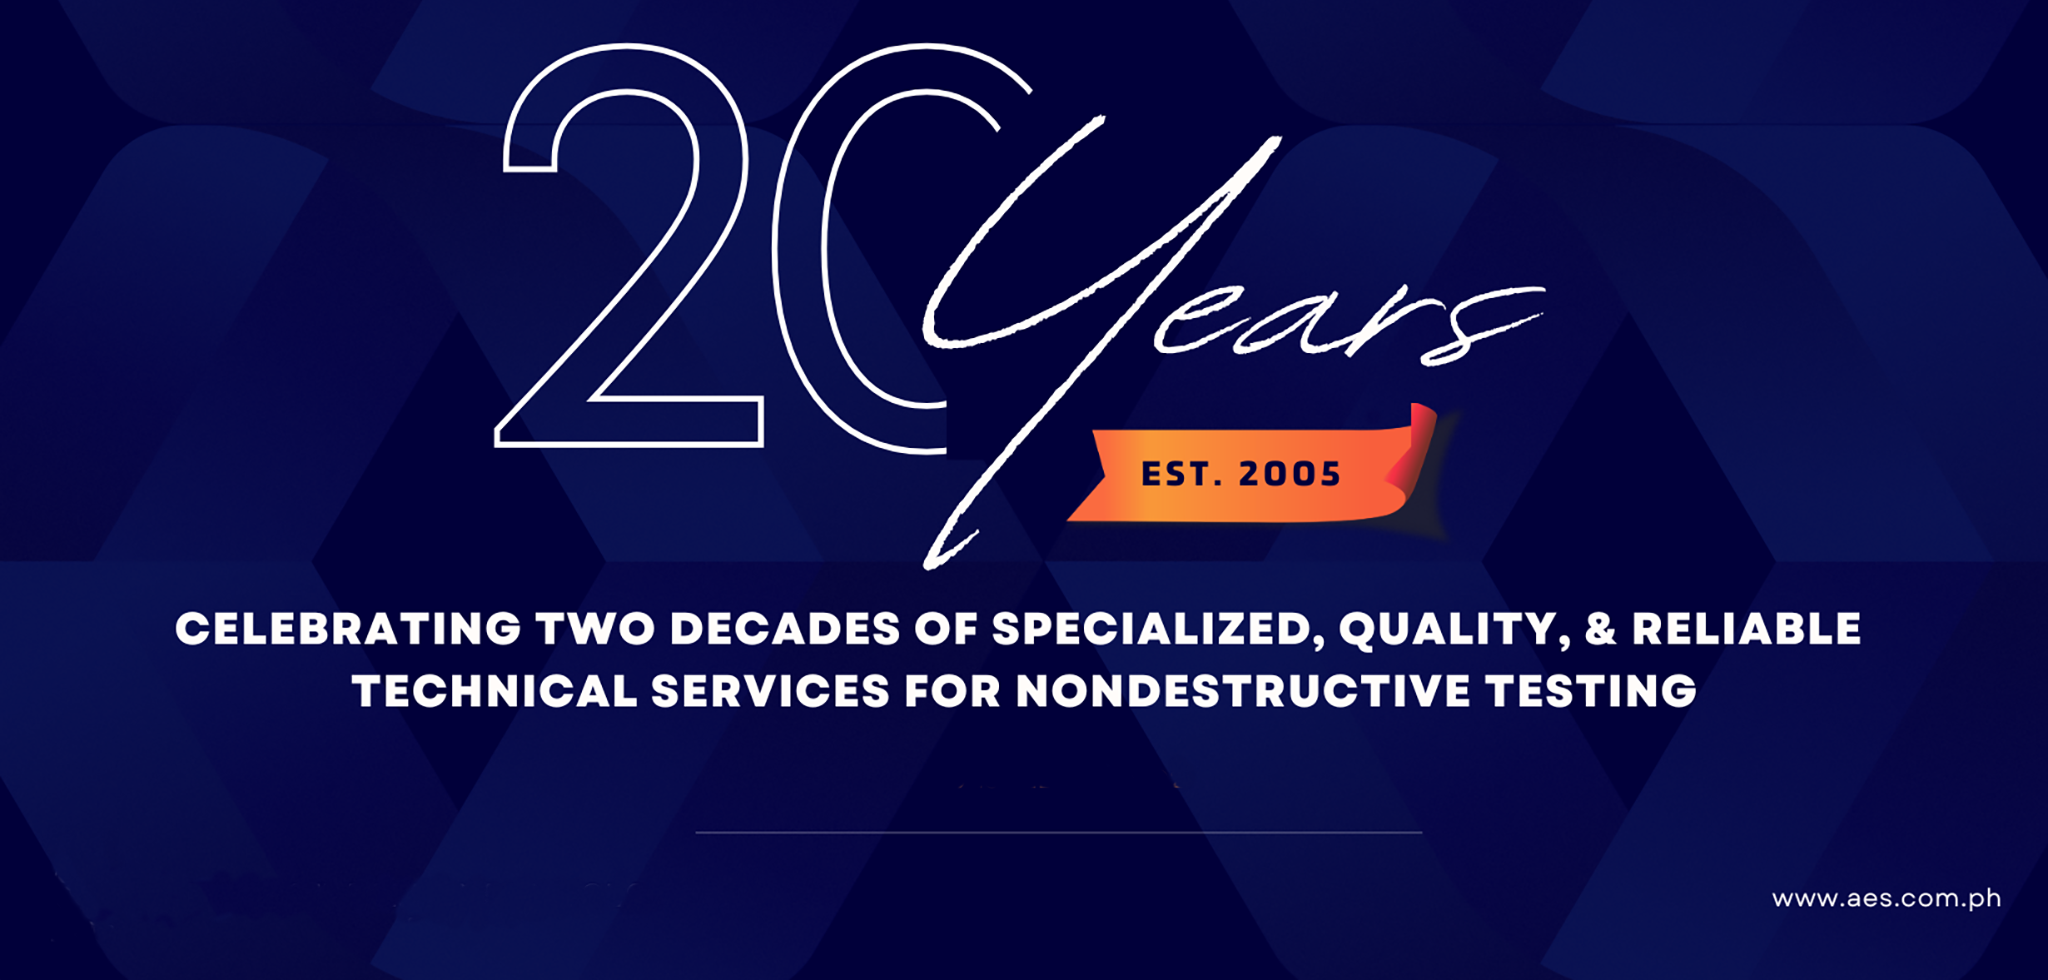 20 Years
EST. 2005
CELEBRATING TWO DECADES OF SPECIALIZED, QUALITY, & RELIABLE
TECHNICAL SERVICES FOR NONDESTRUCTIVE TESTING
www.aes.com.ph